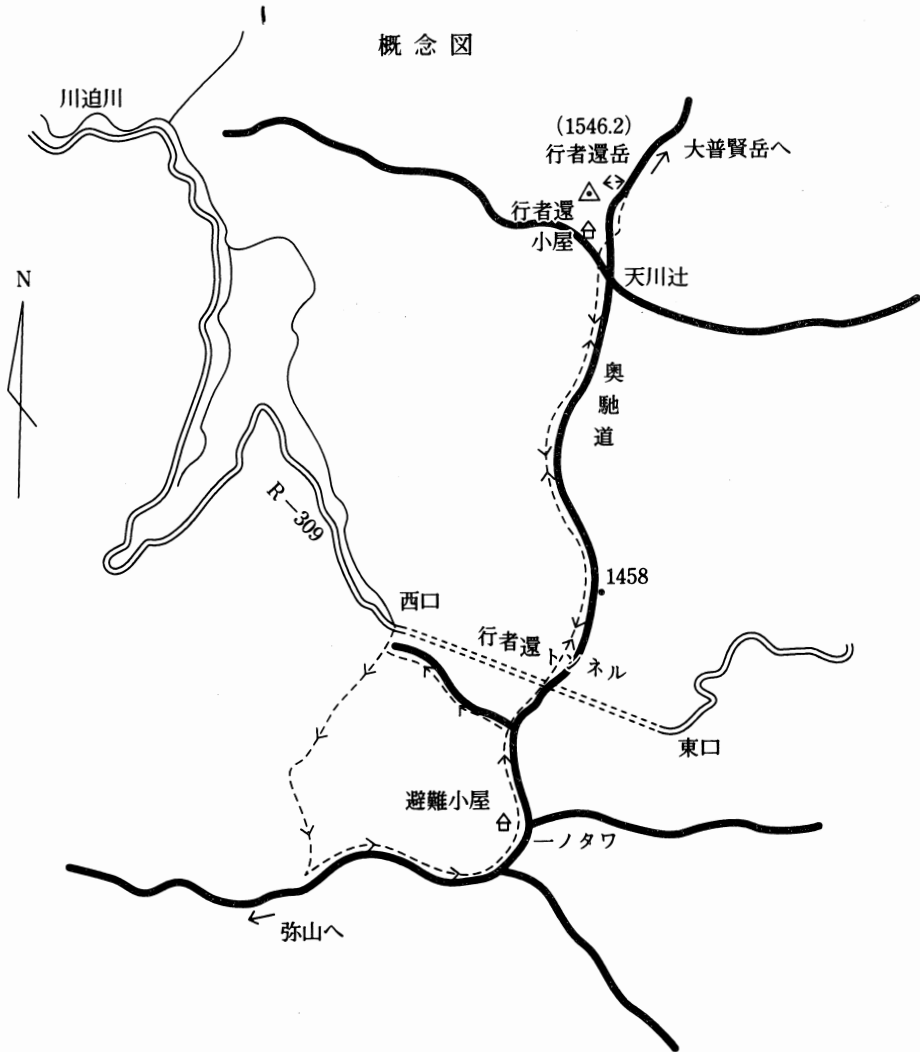 概念図
川迫川
(1546.2)
行者還岳
大普賢岳へ
行者還
小屋
天川辻
N
奥馳道
R-309
1458
西口
行者還トンネル
東口
避難小屋
一ノタワ
弥山へ